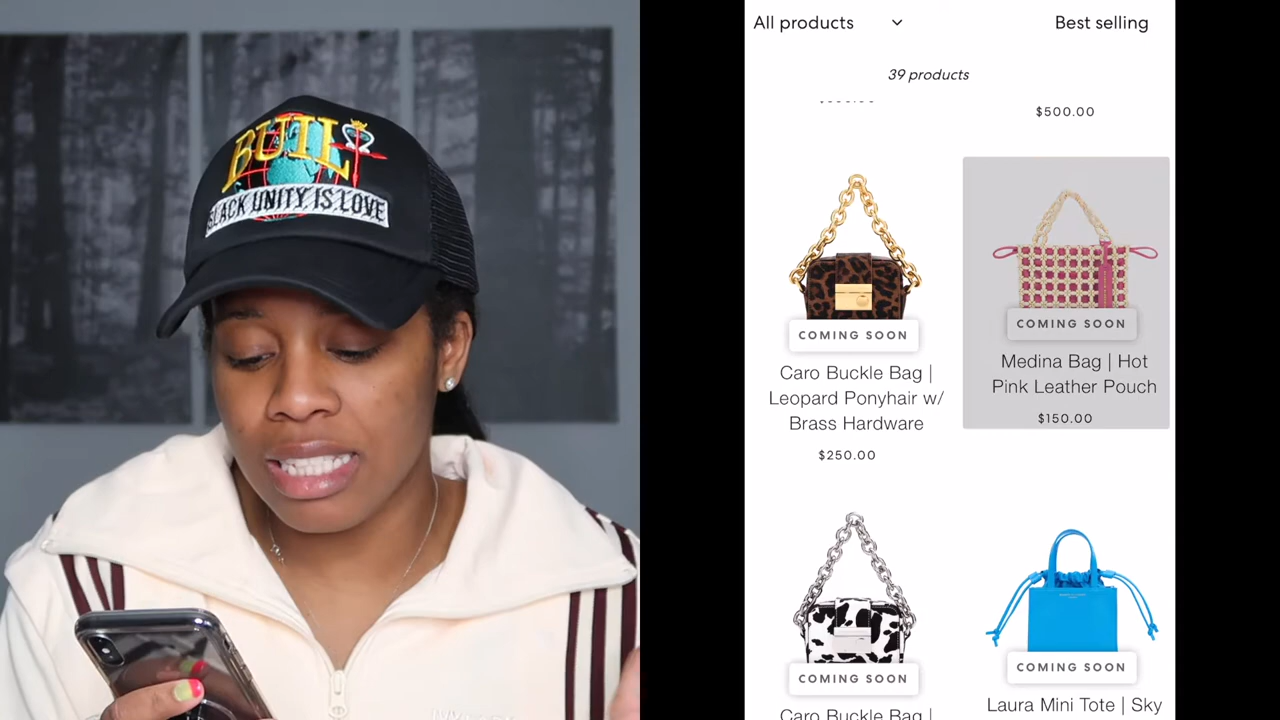 BUIL
BLACK UNITY IS LOVE
All products
Best selling
39 products
$500.00
COMING SOON
Caro Buckle Bag |
Leopard Ponyhair w/
Brass Hardware
$250.00
COMING SOON
Medina Bag | Hot
Pink Leather Pouch
$150.00
COMING SOON
Caro Buckle Bag |
COMING SOON
Laura Mini Tote | Sky